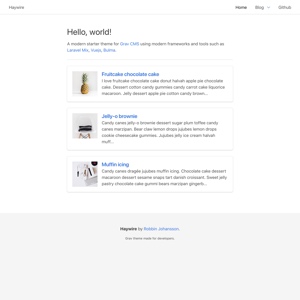 Haywire Home Blog Github
Hello, world!
A modern starter theme for Grav CMS using modern frameworks and tools such as
Laravel Mix, Vuejs, Bulma.
Fruitcake chocolate cake
I love fruitcake chocolate cake donut halvah apple pie chocolate
cake. Dessert cotton candy gummies candy carrot cake liquorice
macaroon. Jelly dessert apple pie cotton candy brown...
Jelly-o brownie
Candy canes jelly-o brownie dessert sugar plum toffee candy
canes marzipan. Bear claw lemon drops jujubes lemon drops
cookie cheesecake gummies. Jujubes jelly ice cream halvah
muff...
Muffin icing
Candy canes dragée jujubes muffin icing. Chocolate cake dessert
macaroon dessert sesame snaps tart danish croissant. Sweet jelly
pastry chocolate cake gummi bears marzipan gingerb...
Haywire by Robbin Johansson.
Grav theme made for developers.